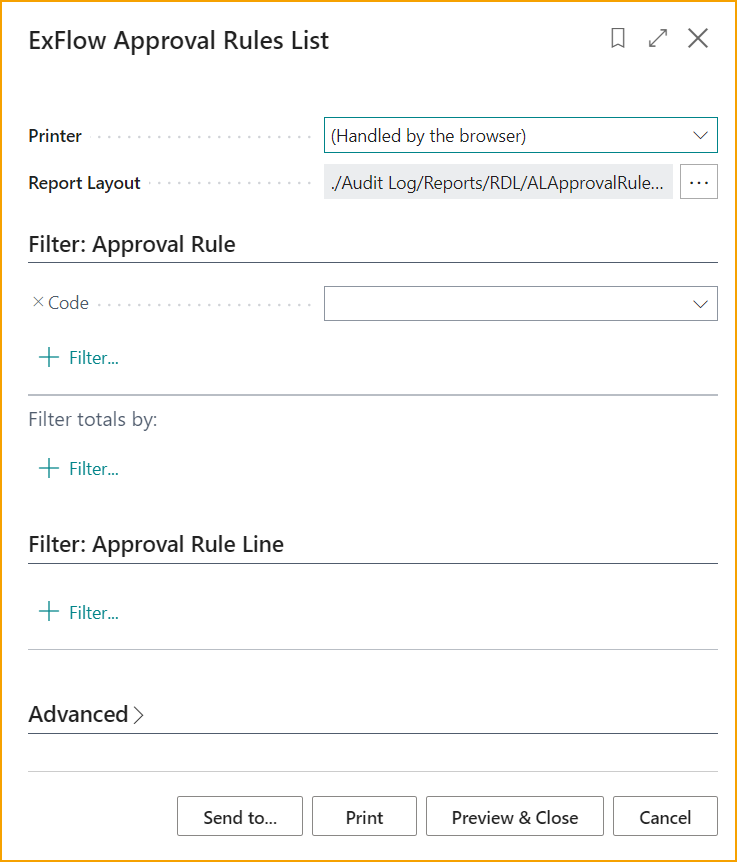 ExFlow Approval Rules List
Printer (Handled by the browser)
Report Layout ./Audit Log/Reports/RDL/ALApprovalRule... ...
Filter: Approval Rule
× Code
+ Filter...
Filter totals by:
+ Filter...
Filter: Approval Rule Line
+ Filter...
Advanced >
Send to... Print Preview & Close Cancel